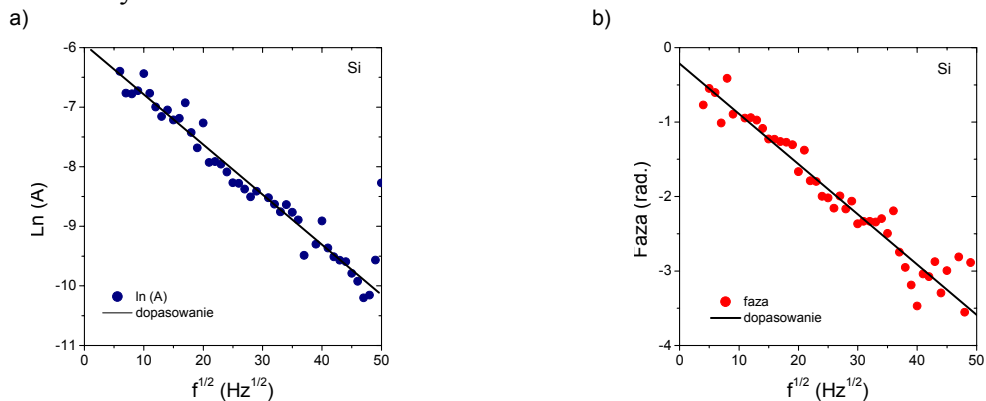 a)
-6
-7
-8
-9
-10
-11
0
10
20
30
40
50
Ln (A)
f^{1/2} (Hz^{1/2})
Si
ln (A)
dopasowanie
b)
0
-1
-2
-3
-4
0
10
20
30
40
50
Faza (rad.)
f^{1/2} (Hz^{1/2})
Si
faza
dopasowanie